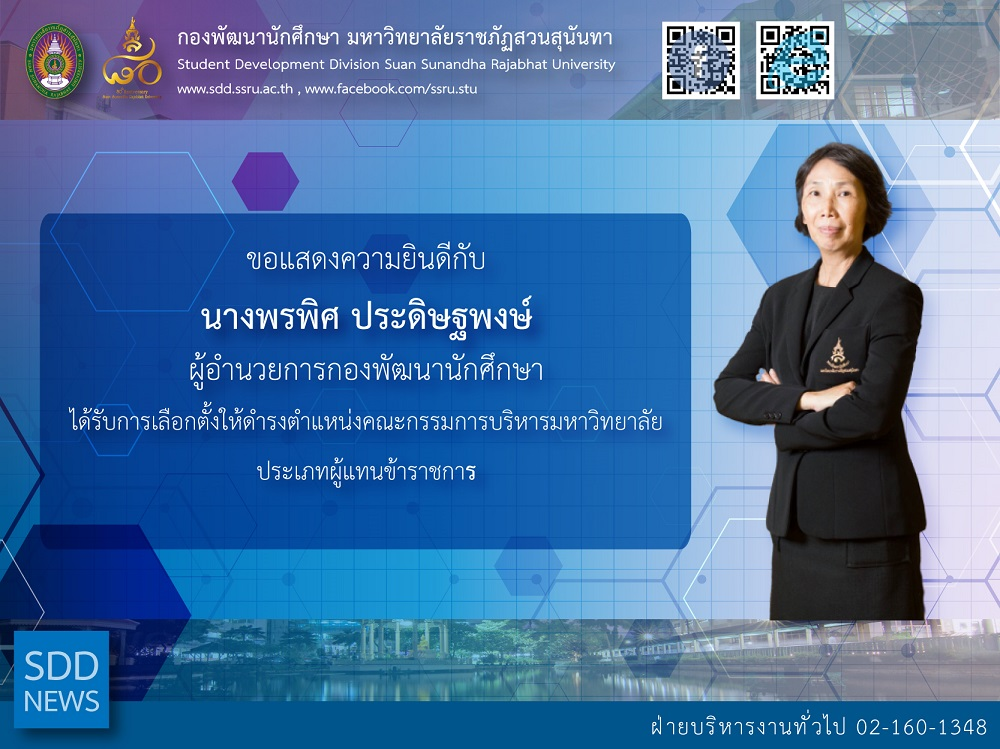 กองพัฒนานักศึกษา มหาวิทยาลัยราชภัฏสวนสุนันทา
Student Development Division Suan Sunandha Rajabhat University
www.sdd.ssru.ac.th , www.facebook.com/ssru.stu
ขอแสดงความยินดีกับ
นางพรพิศ ประดิษฐพงษ์
ผู้อำนวยการกองพัฒนานักศึกษา
ได้รับการเลือกตั้งให้ดำรงตำแหน่งคณะกรรมการบริหารมหาวิทยาลัย
ประเภทผู้แทนข้าราชการ
SDD
NEWS
ฝ่ายบริหารงานทั่วไป 02-160-1348